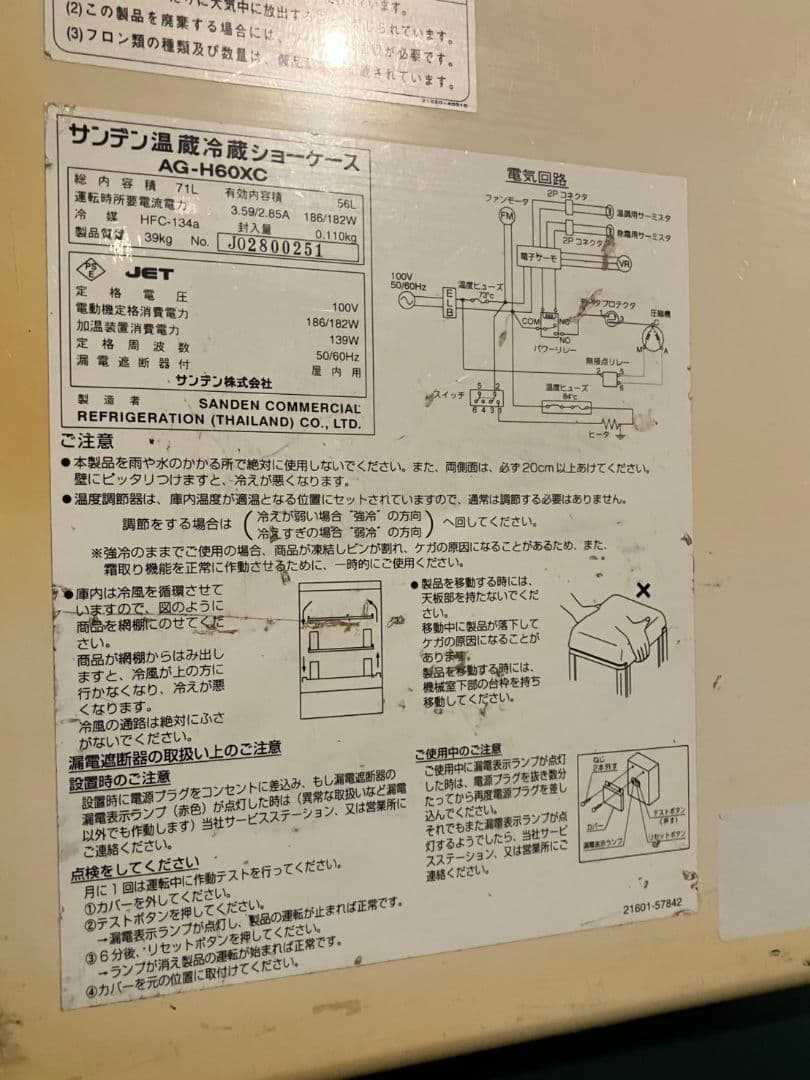 (2)この製品を廃棄する場合には、
必要です。
(3)フロン類の種類及び数量は、
されています。
サンデン温蔵冷蔵ショーケース
AG-H60XC
総内容積 71L 有効内容積 56L
運転時所要電流電力 3.59/2.85A 186/182W
冷媒 HFC-134a 封入量 0.110kg
製品質量 39kg No. J02800251
PSE JET
定格電圧 100V
電動機定格消費電力 186/182W
加温装置消費電力 139W
定格周波数 50/60Hz
漏電遮断器付 屋内用
サンデン株式会社
製造者 SANDEN COMMERCIAL
REFRIGERATION (THAILAND) CO., LTD.
電気回路
ファンモータ
FM
2Pコネクタ
温調用サーミスタ
除霜用サーミスタ
2Pコネクタ
電子サーモ
VR
100V
50/60Hz
ELB
温度ヒューズ
73℃
COM
NC
NO
パワーリレー
プロテクタ
1 3
圧縮機
C
M A
無接点リレー
2 5
6
スイッチ
5 2
6 4 3 1
温度ヒューズ
84℃
ヒータ
ご注意
●本製品を雨や水のかかる所で絶対に使用しないでください。また、両側面は、必ず20cm以上あけてください。
壁にピッタリつけますと、冷えが悪くなります。
●温度調節器は、庫内温度が適温となる位置にセットされていますので、通常は調節する必要はありません。
調節をする場合は(冷えが弱い場合 "強冷" の方向
冷えすぎの場合 "弱冷" の方向)へ回してください。
※強冷のままでご使用の場合、商品が凍結しビンが割れ、ケガの原因になることがあるため、また、
霜取り機能を正常に作動させるために、一時的にご使用ください。
●庫内は冷風を循環させて
いますので、図のように
商品を網棚にのせてくだ
さい。
商品が網棚からはみ出し
ますと、冷風が上の方に
行かなくなり、冷えが悪
くなります。
冷風の通路は絶対にふさ
がないでください。
●製品を移動する時には、
天板部を持たないでくだ
さい。
移動中に製品が落下して
ケガの原因になることが
あります。
製品を移動する時には、
機械室下部の台枠を持ち
移動してください。
漏電遮断器の取扱い上のご注意
設置時のご注意
設置時に電源プラグをコンセントに差込み、もし漏電遮断器の
漏電表示ランプ(赤色)が点灯した時は(異常な取扱いなど漏電
以外でも作動します)当社サービスステーション、又は営業所に
ご連絡ください。
点検をしてください
月に1回は運転中に作動テストを行ってください。
①カバーを外してください。
②テストボタンを押してください。
→漏電表示ランプが点灯し、製品の運転が止まれば正常です。
③6分後、リセットボタンを押してください。
→ランプが消え製品の運転が始まれば正常です。
④カバーを元の位置に取付けてください。
ご使用中のご注意
ご使用中に漏電表示ランプが点灯
した時は、電源プラグを抜き数分
たってから再度電源プラグを差し
込んでください。
それでもまた漏電表示ランプが点
灯するようでしたら、当社サービ
スステーション、又は営業所にご
連絡ください。
ねじ
2本外す
カバー
漏電表示ランプ
テストボタン
(押す)
リセットボタン
21601-57842